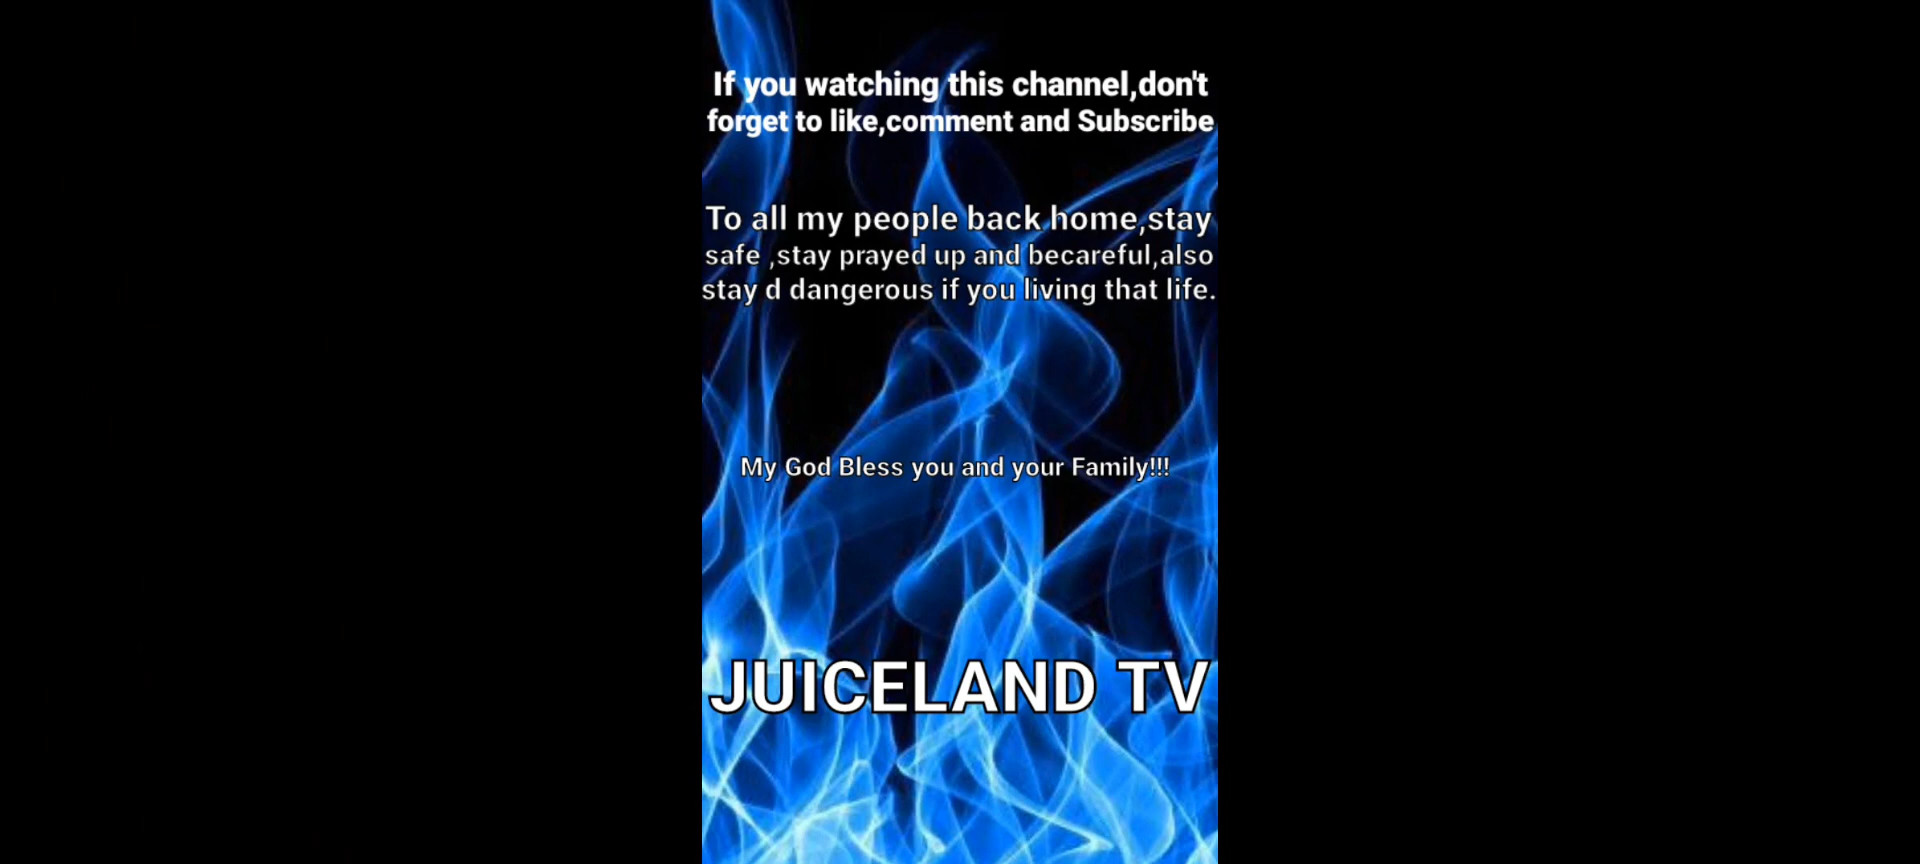 If you watching this channel,don't
forget to like,comment and Subscribe
To all my people back home,stay
safe ,stay prayed up and becareful,also
stay d dangerous if you living that life.
My God Bless you and your Family!!!
JUICELAND TV